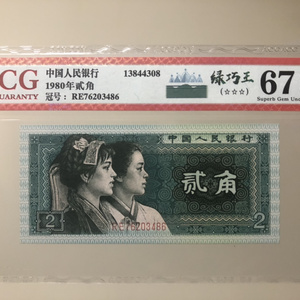 CG
GUARANTY
中国人民银行
1980年贰角
冠号：RE76203486
13844308
绿巧王
(☆☆☆)
67
Superb Gem Unc
中国人民银行
贰角
2
2
RE76203486